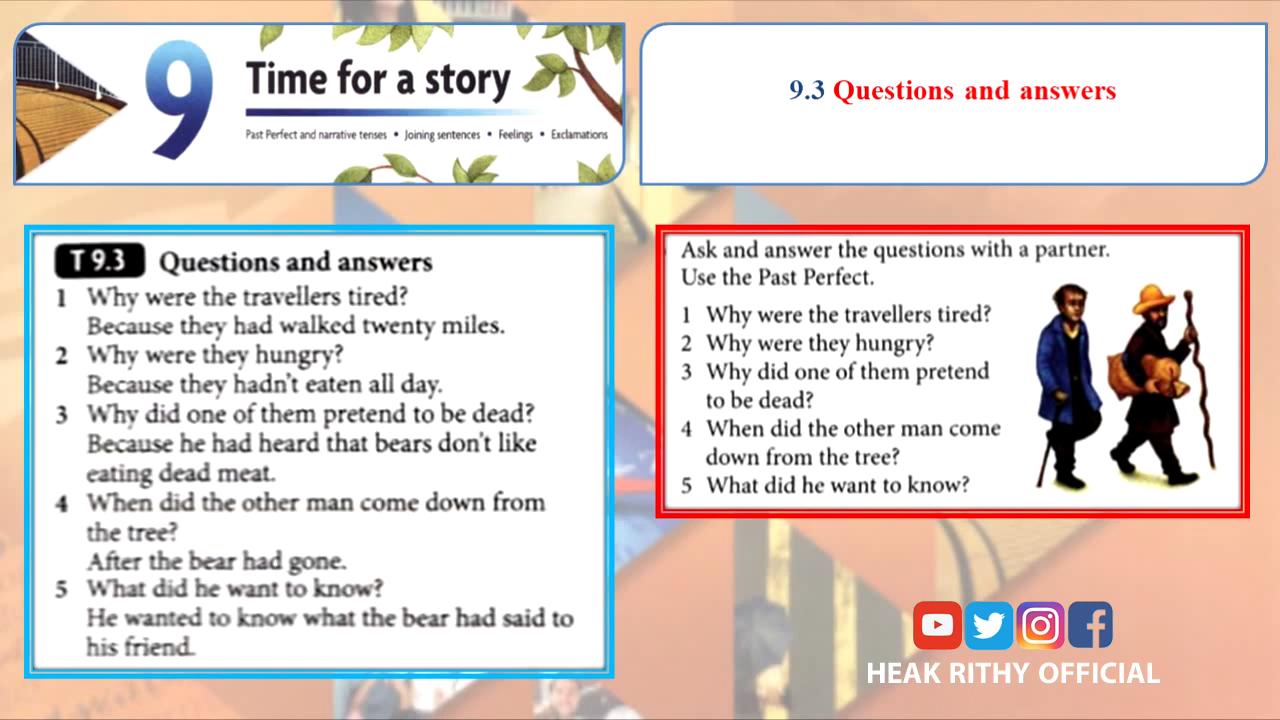 9 Time for a story
Past Perfect and narrative tenses • Joining sentences • Feelings • Exclamations
9.3 Questions and answers
T 9.3 Questions and answers
1 Why were the travellers tired?
Because they had walked twenty miles.
2 Why were they hungry?
Because they hadn't eaten all day.
3 Why did one of them pretend to be dead?
Because he had heard that bears don't like
eating dead meat.
4 When did the other man come down from
the tree?
After the bear had gone.
5 What did he want to know?
He wanted to know what the bear had said to
his friend.
Ask and answer the questions with a partner.
Use the Past Perfect.
1 Why were the travellers tired?
2 Why were they hungry?
3 Why did one of them pretend
to be dead?
4 When did the other man come
down from the tree?
5 What did he want to know?
HEAK RITHY OFFICIAL